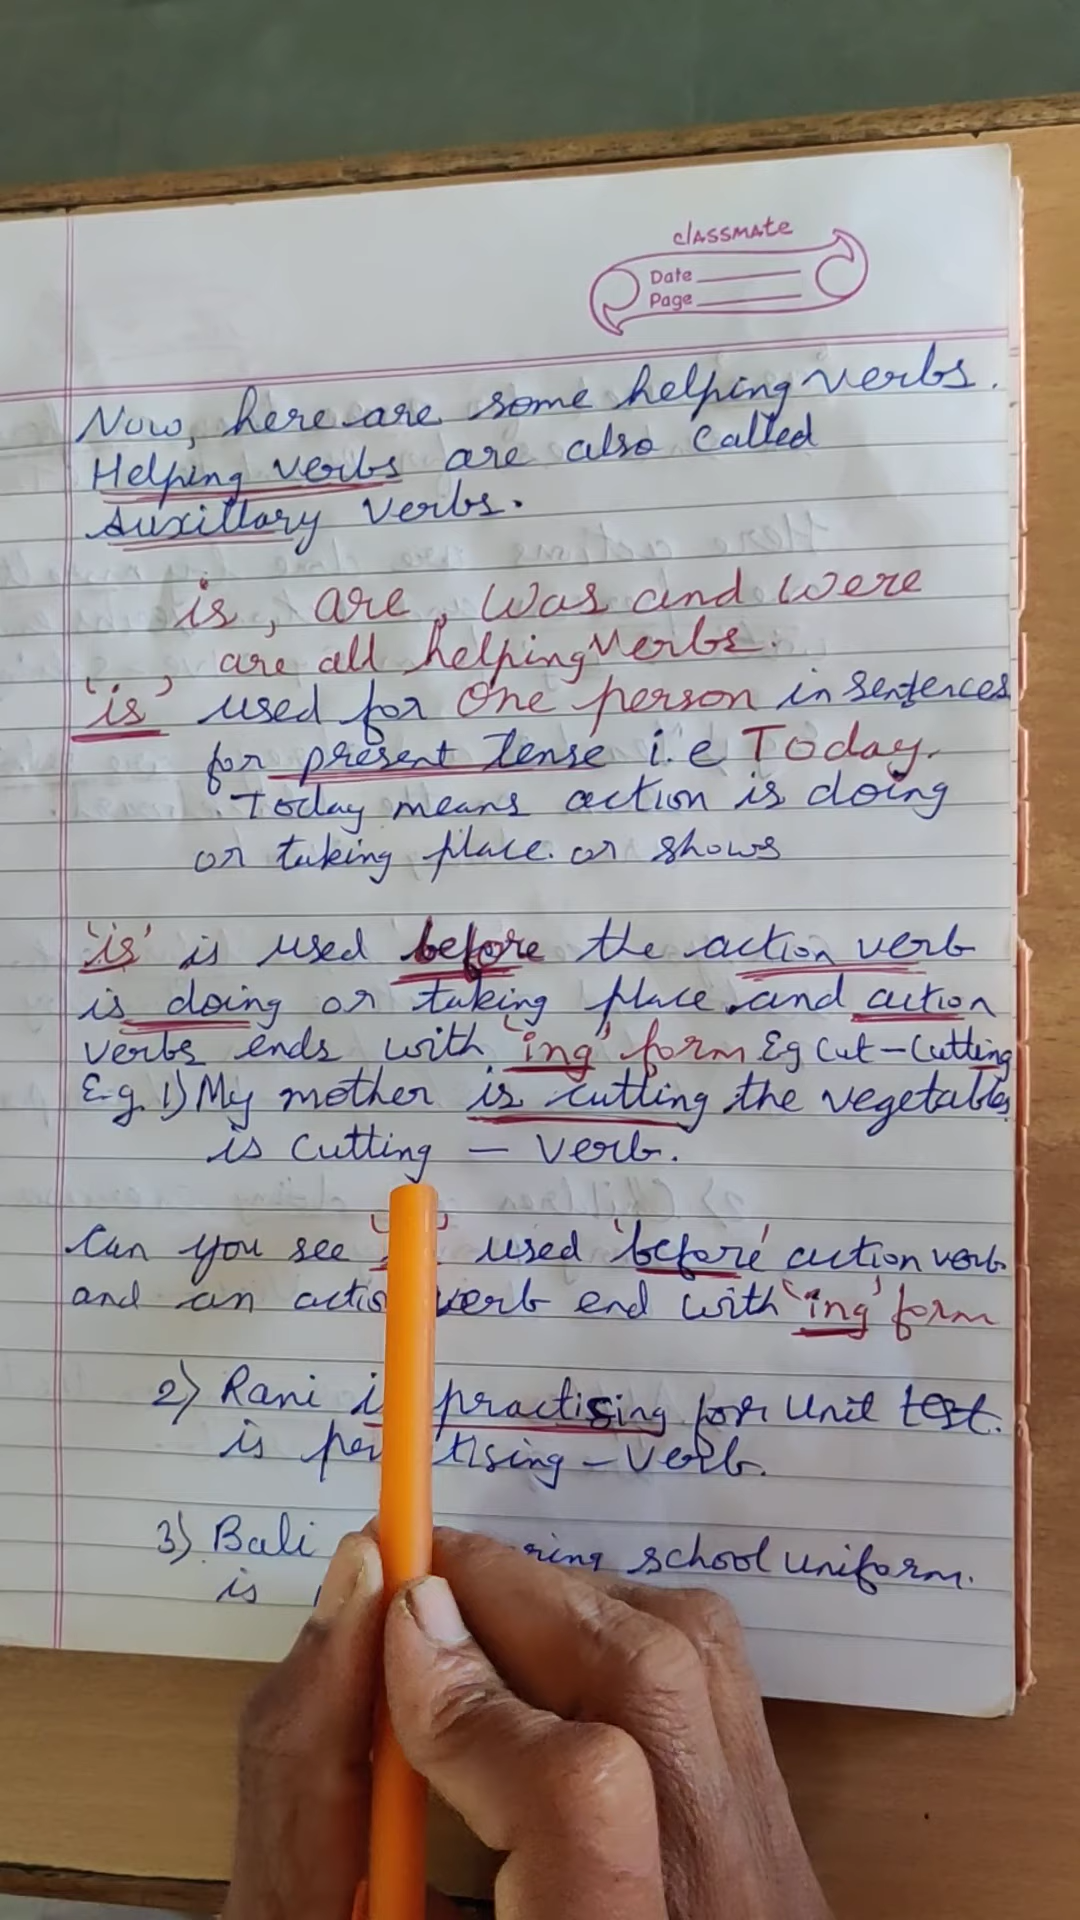 classmate
Date
Page
Now, here are some helping verbs.
Helping verbs are also called
Auxillary verbs.
is, are, was and were
are all helping verbs.
'is' used for one person in sentences
for present tense i.e Today.
Today means action is doing
or taking place. or shows
'is' is used before the action verb
is doing or taking place and action
verbs ends with 'ing' form Eg Cut-Cutting
E.g. 1) My mother is cutting the vegetables
is cutting - verb.
Can you see used 'before' action verb
and an verb end with 'ing' form
2) Rani practising for Unit test.
is - verb.
3) Bali school uniform.
is